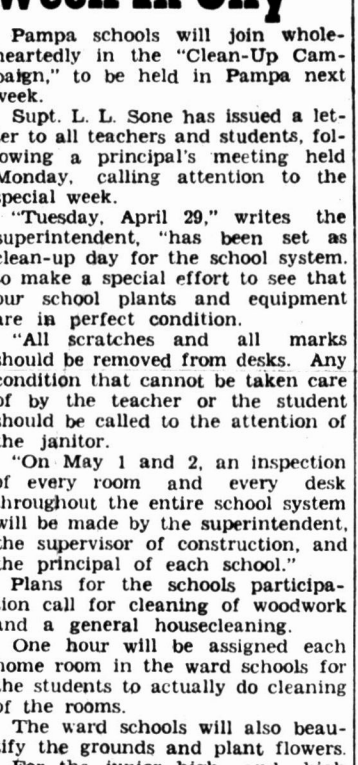 Pampa schools will join whole-
heartedly in the "Clean-Up Cam-
paign," to be held in Pampa next
week.
Supt. L. L. Sone has issued a let-
er to all teachers and students, fol-
owing a principal's meeting held
Monday, calling attention to the
special week.
"Tuesday, April 29," writes the
superintendent, "has been set as
clean-up day for the school system.
o make a special effort to see that
our school plants and equipment
are in perfect condition.
"All scratches and all marks
should be removed from desks. Any
condition that cannot be taken care
of by the teacher or the student
should be called to the attention of
the janitor.
"On May 1 and 2, an inspection
of every room and every desk
throughout the entire school system
will be made by the superintendent,
the supervisor of construction, and
the principal of each school."
Plans for the schools participa-
tion call for cleaning of woodwork
and a general housecleaning.
One hour will be assigned each
home room in the ward schools for
the students to actually do cleaning
of the rooms.
The ward schools will also beau-
tify the grounds and plant flowers.
For the junior high and high